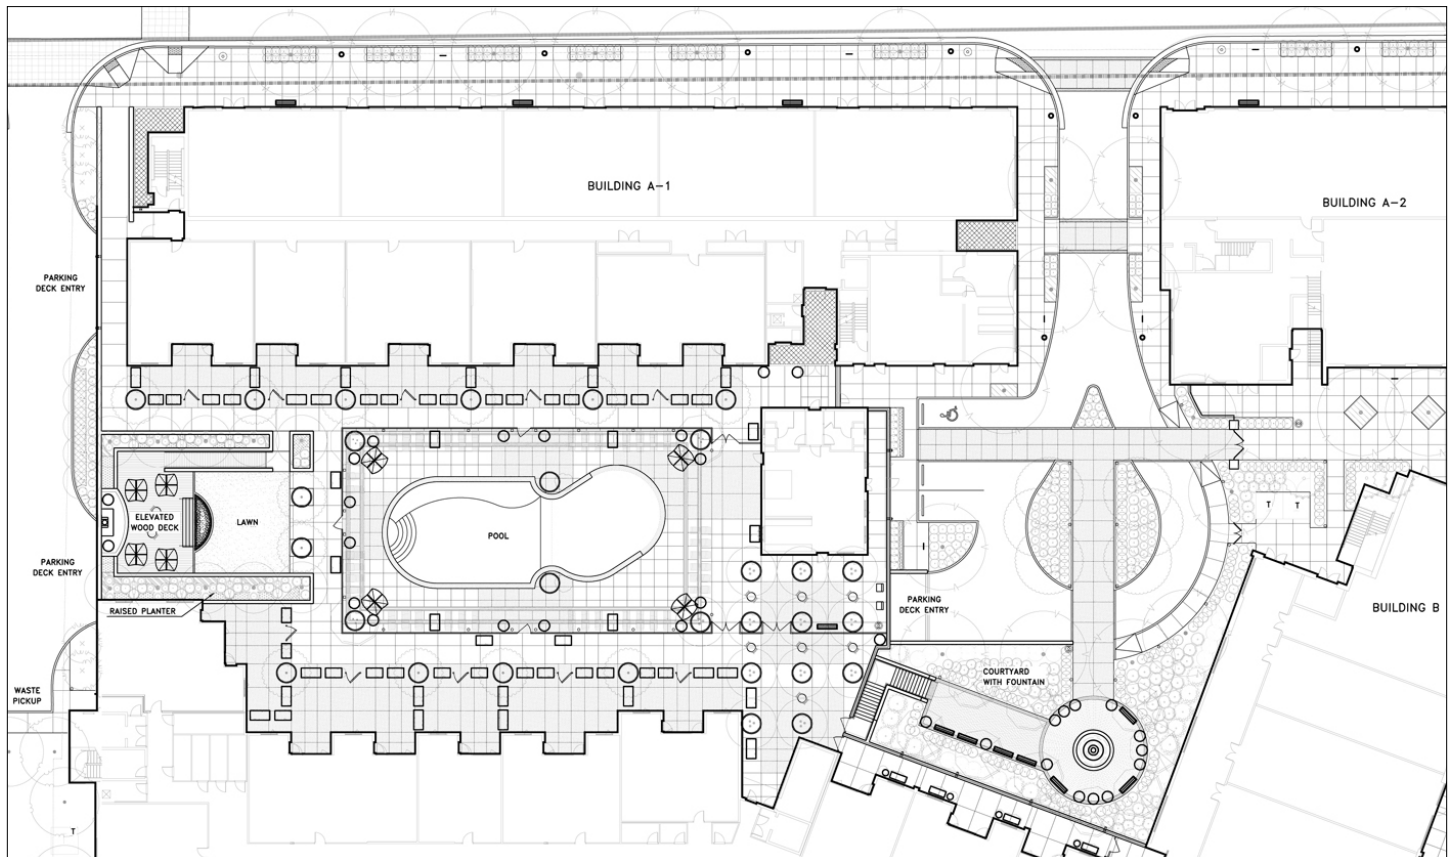 BUILDING A-1
BUILDING A-2
PARKING
DECK ENTRY
ELEVATED
WOOD DECK
LAWN
POOL
T
T
PARKING
DECK ENTRY
RAISED PLANTER
PARKING
DECK ENTRY
BUILDING B
COURTYARD
WITH FOUNTAIN
WASTE
PICKUP
T